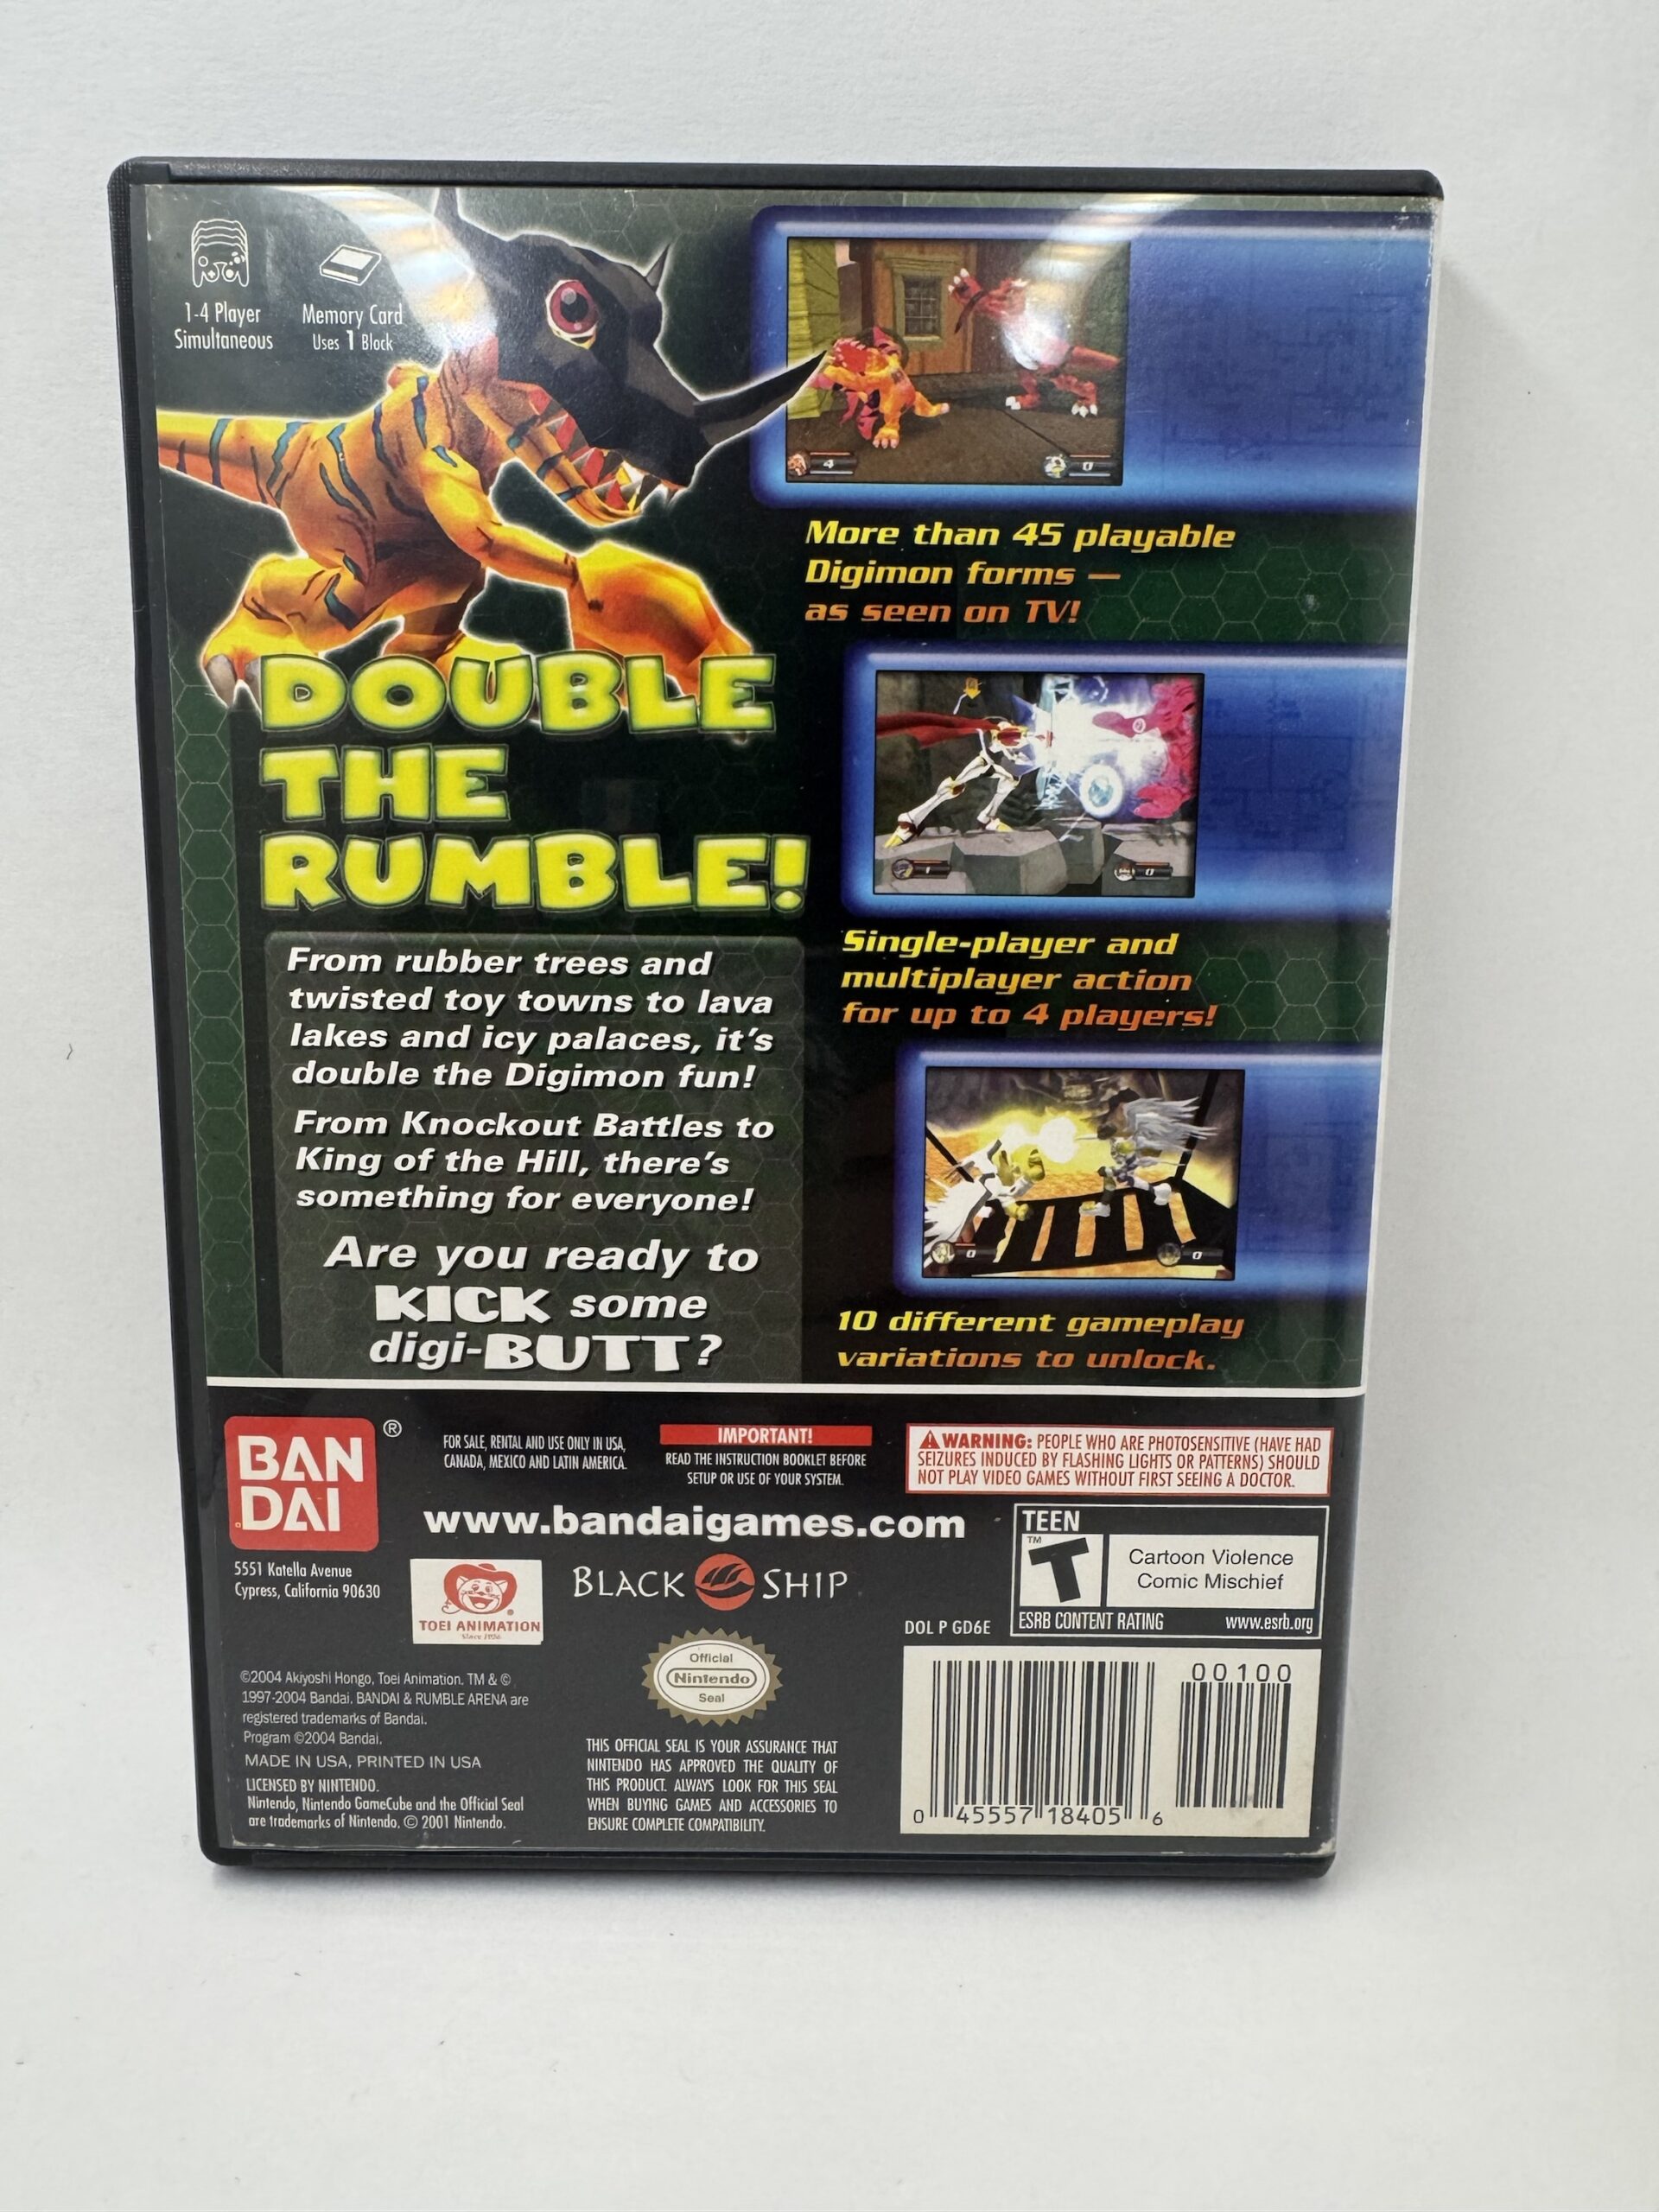 1-4 Player
Simultaneous
Memory Card
Uses 1 Block
4
0
More than 45 playable
Digimon forms —
as seen on TV!
DOUBLE
THE
RUMBLE!
1
0
Single-player and
multiplayer action
for up to 4 players!
From rubber trees and
twisted toy towns to lava
lakes and icy palaces, it's
double the Digimon fun!
From Knockout Battles to
King of the Hill, there's
something for everyone!
Are you ready to
KICK some
digi-BUTT?
0
0
10 different gameplay
variations to unlock.
BAN
DAI
®
FOR SALE, RENTAL AND USE ONLY IN USA,
CANADA, MEXICO AND LATIN AMERICA.
IMPORTANT!
READ THE INSTRUCTION BOOKLET BEFORE
SETUP OR USE OF YOUR SYSTEM.
WARNING: PEOPLE WHO ARE PHOTOSENSITIVE (HAVE HAD
SEIZURES INDUCED BY FLASHING LIGHTS OR PATTERNS) SHOULD
NOT PLAY VIDEO GAMES WITHOUT FIRST SEEING A DOCTOR.
www.bandaigames.com
5551 Katella Avenue
Cypress, California 90630
TOEI ANIMATION
Since 1956
BLACK SHIP
TEEN
T
TM
Cartoon Violence
Comic Mischief
ESRB CONTENT RATING www.esrb.org
DOL P GD6E
©2004 Akiyoshi Hongo, Toei Animation. TM & ©
1997-2004 Bandai. BANDAI & RUMBLE ARENA are
registered trademarks of Bandai.
Program ©2004 Bandai.
MADE IN USA, PRINTED IN USA
LICENSED BY NINTENDO.
Nintendo, Nintendo GameCube and the Official Seal
are trademarks of Nintendo. © 2001 Nintendo.
Official
Nintendo
Seal
THIS OFFICIAL SEAL IS YOUR ASSURANCE THAT
NINTENDO HAS APPROVED THE QUALITY OF
THIS PRODUCT. ALWAYS LOOK FOR THIS SEAL
WHEN BUYING GAMES AND ACCESSORIES TO
ENSURE COMPLETE COMPATIBILITY.
00100
0 45557 18405 6